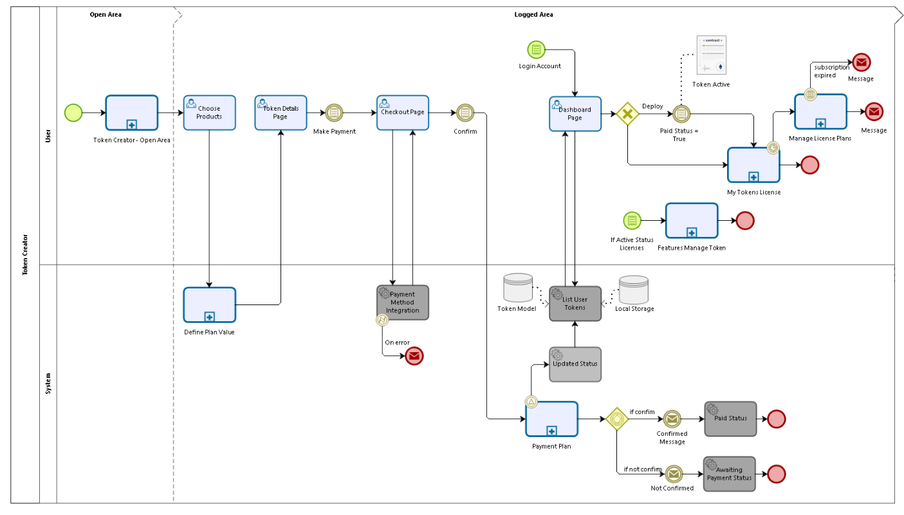 Open Area
Logged Area
Token Creator
User
System
Token Creator - Open Area
Choose
Products
Token Details
Page
Make Payment
Checkout Page
Confirm
Login Account
Dashboard
Page
Deploy
Paid Status =
True
contract
Token Active
subscription
expired
Message
Message
Manage License Plans
My Tokens License
If Active Status
Licenses
Features Manage Token
Define Plan Value
Payment
Method
Integration
On error
Token Model
List User
Tokens
Local Storage
Updated Status
Payment Plan
if confim
Confirmed
Message
Paid Status
if not confim
Not Confirmed
Awaiting
Payment Status